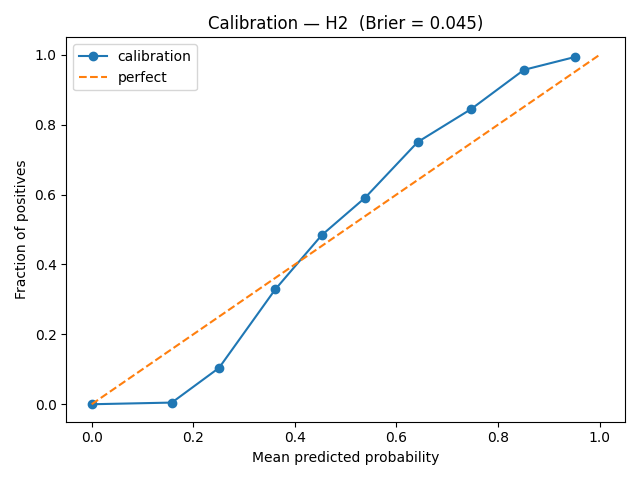 Calibration — H2  (Brier = 0.045)
calibration
perfect
Fraction of positives
1.0
0.8
0.6
0.4
0.2
0.0
0.0 0.2 0.4 0.6 0.8 1.0
Mean predicted probability